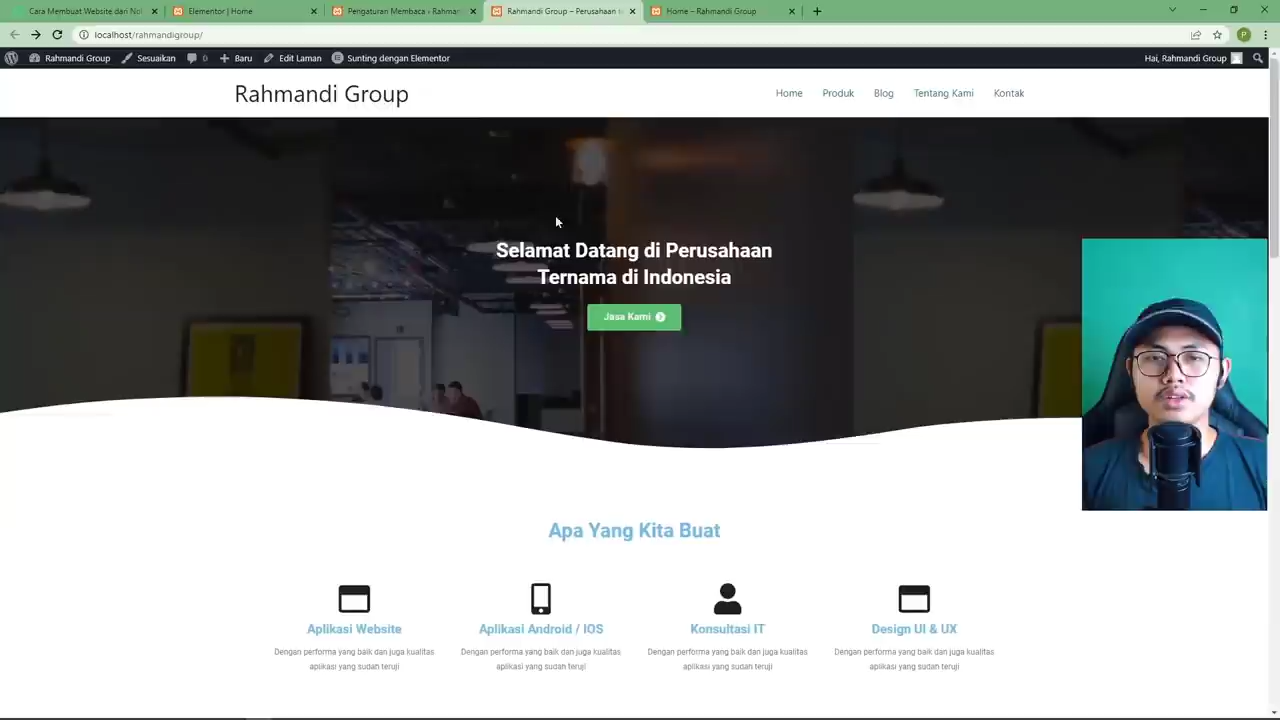 Cara Membuat Website dari Nol
Elementor | Home
Pengaturan Membaca ‹ Rahman
Rahmandi Group – Perusahaan t
Home – Rahmandi Group
localhost/rahmandigroup/
P
Rahmandi Group
Sesuaikan
0
Baru
Edit Laman
Sunting dengan Elementor
Hai, Rahmandi Group
Rahmandi Group
Home
Produk
Blog
Tentang Kami
Kontak
Selamat Datang di Perusahaan
Ternama di Indonesia
Jasa Kami
Apa Yang Kita Buat
Aplikasi Website
Dengan performa yang baik dan juga kualitas
aplikasi yang sudah teruji
Aplikasi Android / IOS
Dengan performa yang baik dan juga kualitas
aplikasi yang sudah teruji
Konsultasi IT
Dengan performa yang baik dan juga kualitas
aplikasi yang sudah teruji
Design UI & UX
Dengan performa yang baik dan juga kualitas
aplikasi yang sudah teruji